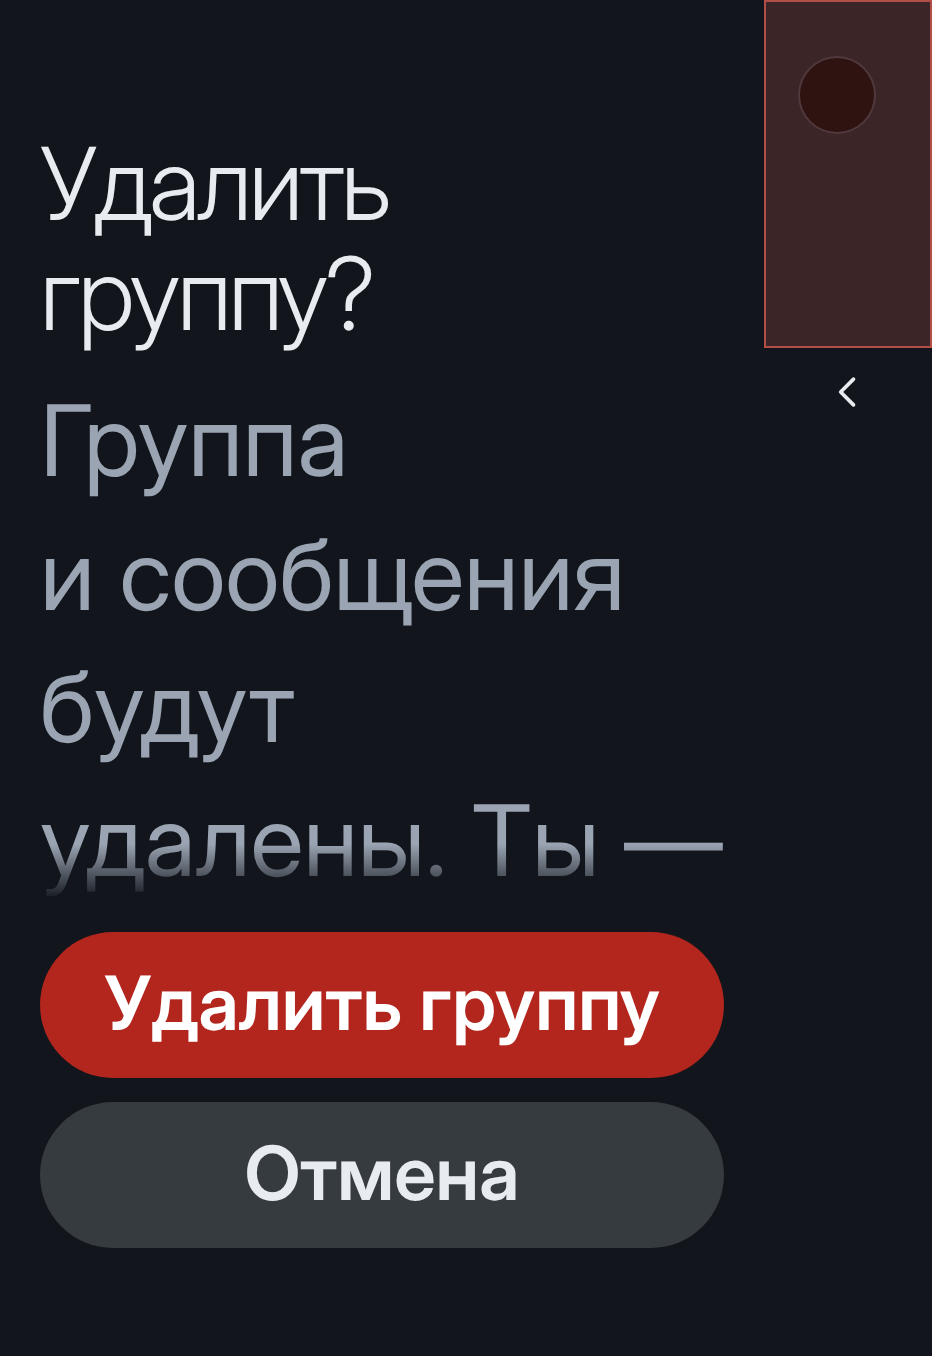 Удалить
группу?
Группа
и сообщения
будут
удалены. Ты —
Удалить группу
Отмена